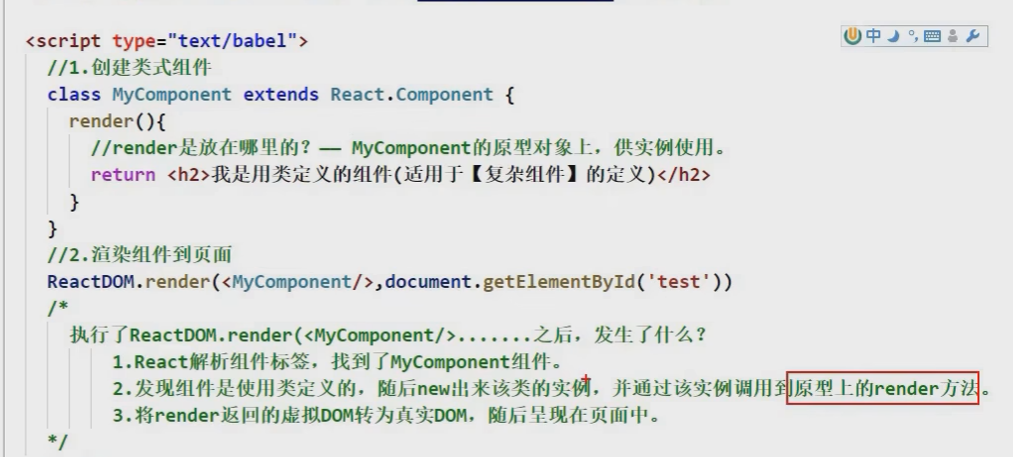 <script type="text/babel">
//1.创建类式组件
class MyComponent extends React.Component {
render(){
//render是放在哪里的？—— MyComponent的原型对象上，供实例使用。
return <h2>我是用类定义的组件(适用于【复杂组件】的定义)</h2>
}
}
//2.渲染组件到页面
ReactDOM.render(<MyComponent/>,document.getElementById('test'))
/*
执行了ReactDOM.render(<MyComponent/>.......之后，发生了什么？
1.React解析组件标签，找到了MyComponent组件。
2.发现组件是使用类定义的，随后new出来该类的实例，并通过该实例调用到原型上的render方法。
3.将render返回的虚拟DOM转为真实DOM，随后呈现在页面中。
*/
中